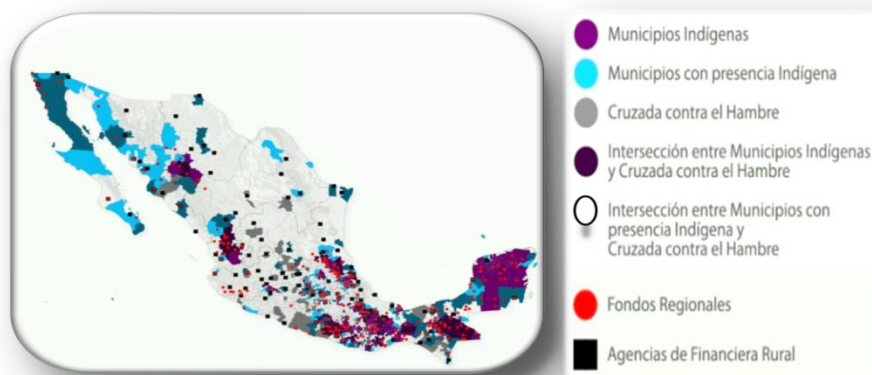 Municipios Indígenas
Municipios con presencia Indígena
Cruzada contra el Hambre
Intersección entre Municipios Indígenas
y Cruzada contra el Hambre
Intersección entre Municipios con
presencia Indígena y
Cruzada contra el Hambre
Fondos Regionales
Agencias de Financiera Rural